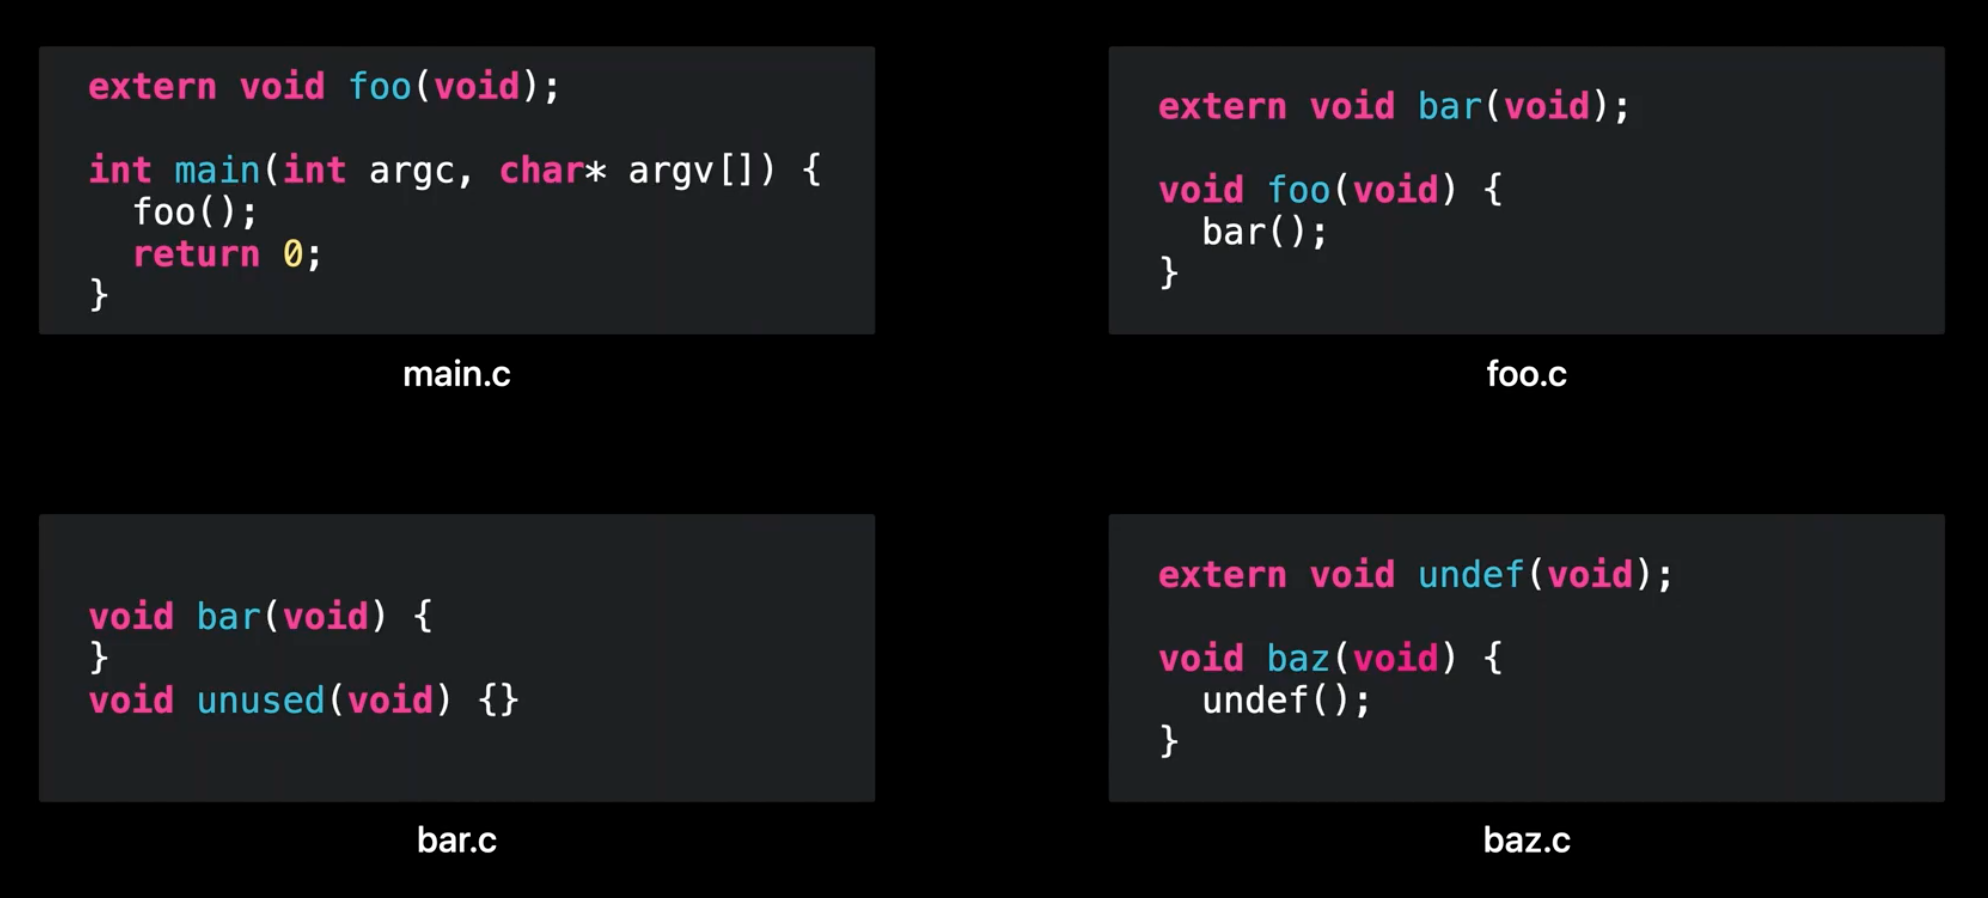 extern void foo(void);
int main(int argc, char* argv[]) {
  foo();
  return 0;
}
main.c
extern void bar(void);
void foo(void) {
  bar();
}
foo.c
void bar(void) {
}
void unused(void) {}
bar.c
extern void undef(void);
void baz(void) {
  undef();
}
baz.c